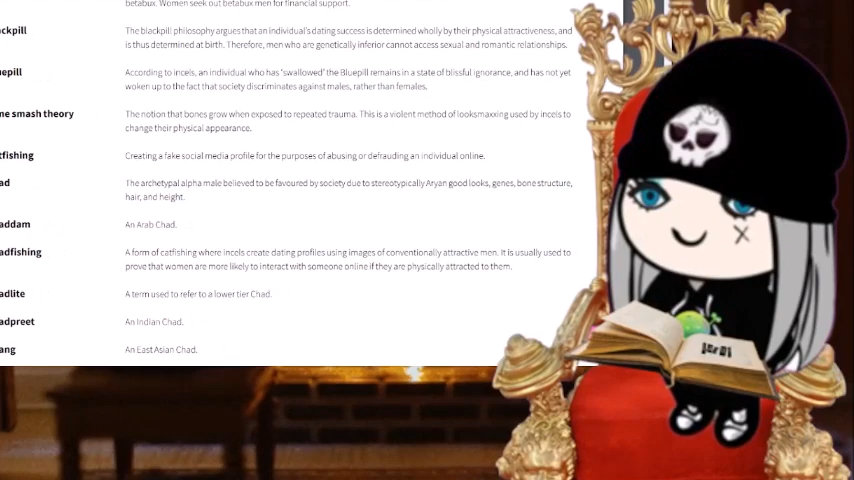 betabux. Women seek out betabux men for financial support.
ckpill
The blackpill philosophy argues that an individual's dating success is determined wholly by their physical attractiveness, and
is thus determined at birth. Therefore, men who are genetically inferior cannot access sexual and romantic relationships.
epill
According to incels, an individual who has 'swallowed' the Bluepill remains in a state of blissful ignorance, and has not yet
woken up to the fact that society discriminates against males, rather than females.
ne smash theory
The notion that bones grow when exposed to repeated trauma. This is a violent method of looksmaxxing used by incels to
change their physical appearance.
tfishing
Creating a fake social media profile for the purposes of abusing or defrauding an individual online.
ad
The archetypal alpha male believed to be favoured by society due to stereotypically Aryan good looks, genes, bone structure,
hair, and height.
addam
An Arab Chad.
adfishing
A form of catfishing where incels create dating profiles using images of conventionally attractive men. It is usually used to
prove that women are more likely to interact with someone online if they are physically attracted to them.
adlite
A term used to refer to a lower tier Chad.
adpreet
An Indian Chad.
ang
An East Asian Chad.